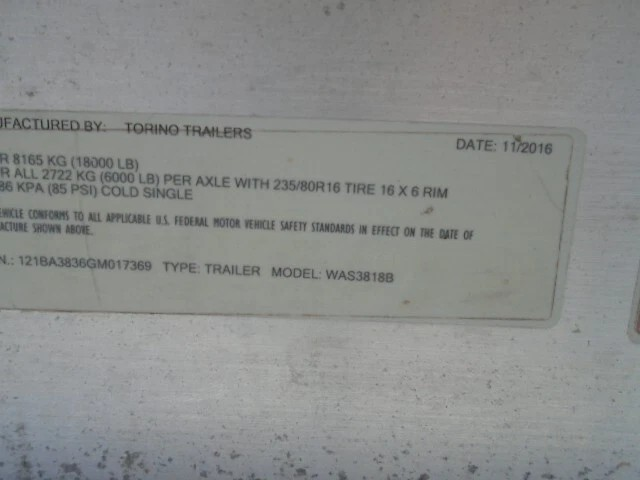 UFACTURED BY: TORINO TRAILERS DATE: 11/2016
R 8165 KG (18000 LB)
R ALL 2722 KG (6000 LB) PER AXLE WITH 235/80R16 TIRE 16 X 6 RIM
86 KPA (85 PSI) COLD SINGLE
EHICLE CONFORMS TO ALL APPLICABLE U.S. FEDERAL MOTOR VEHICLE SAFETY STANDARDS IN EFFECT ON THE DATE OF
FACTURE SHOWN ABOVE.
N.: 121BA3836GM017369 TYPE: TRAILER MODEL: WAS3818B